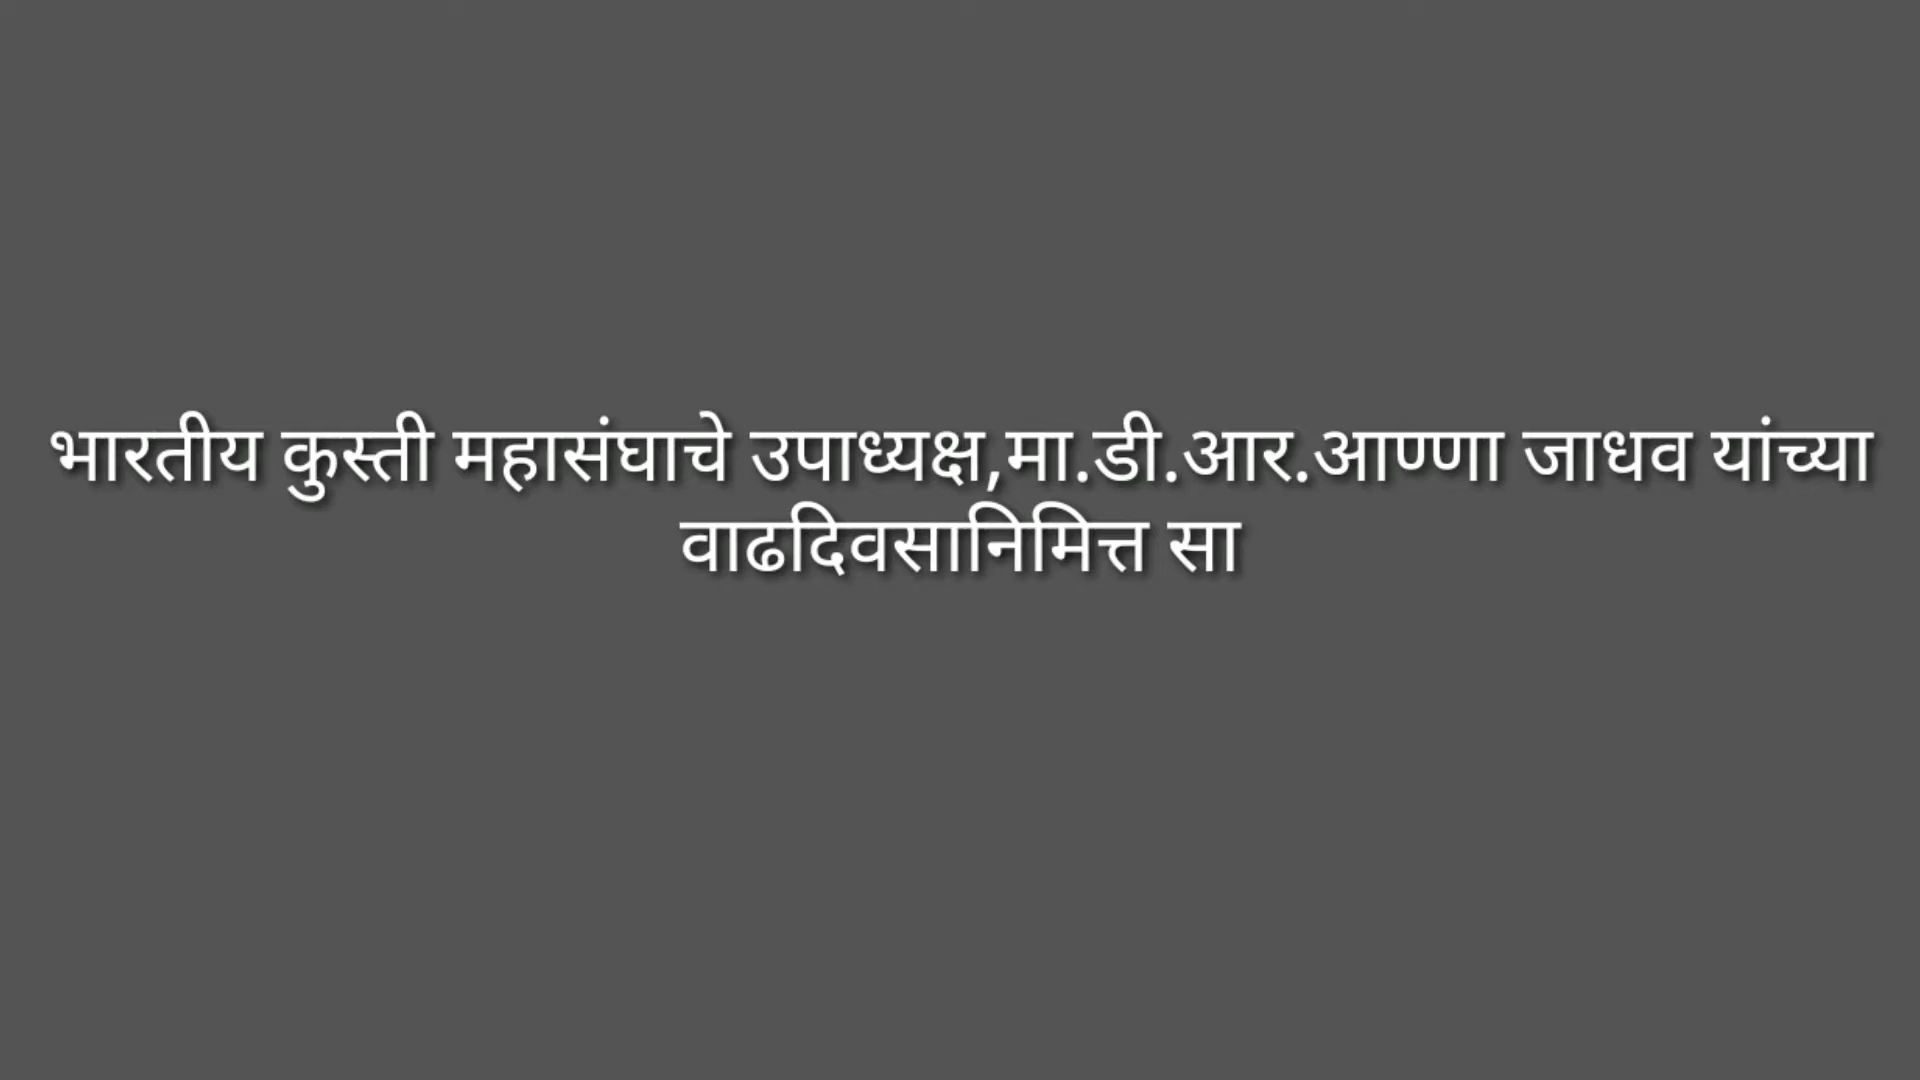 भारतीय कुस्ती महासंघाचे उपाध्यक्ष,मा.डी.आर.आण्णा जाधव यांच्या
वाढदिवसानिमित्त सा